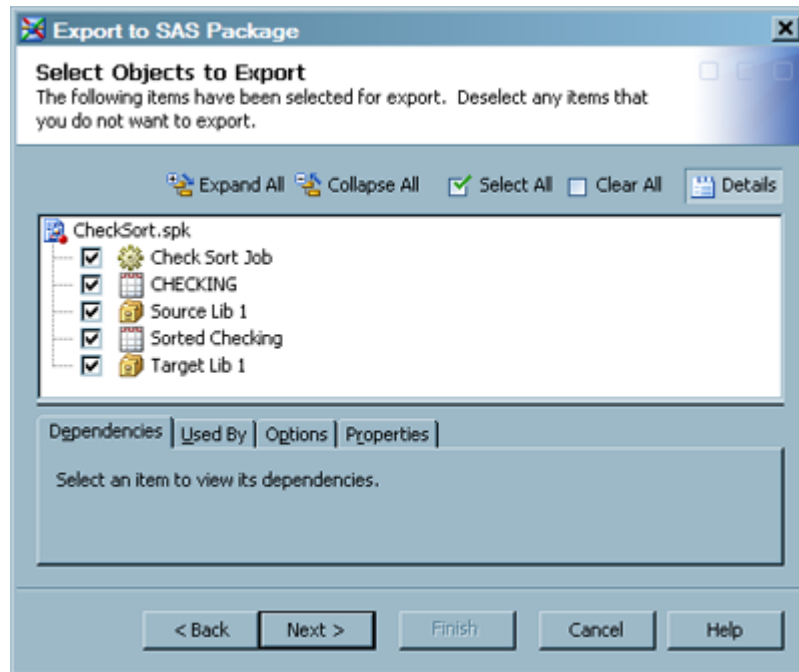 Export to SAS Package
Select Objects to Export
The following items have been selected for export. Deselect any items that
you do not want to export.
Expand All Collapse All Select All Clear All Details
CheckSort.spk
Check Sort Job
CHECKING
Source Lib 1
Sorted Checking
Target Lib 1
Dependencies Used By Options Properties
Select an item to view its dependencies.
< Back Next > Finish Cancel Help